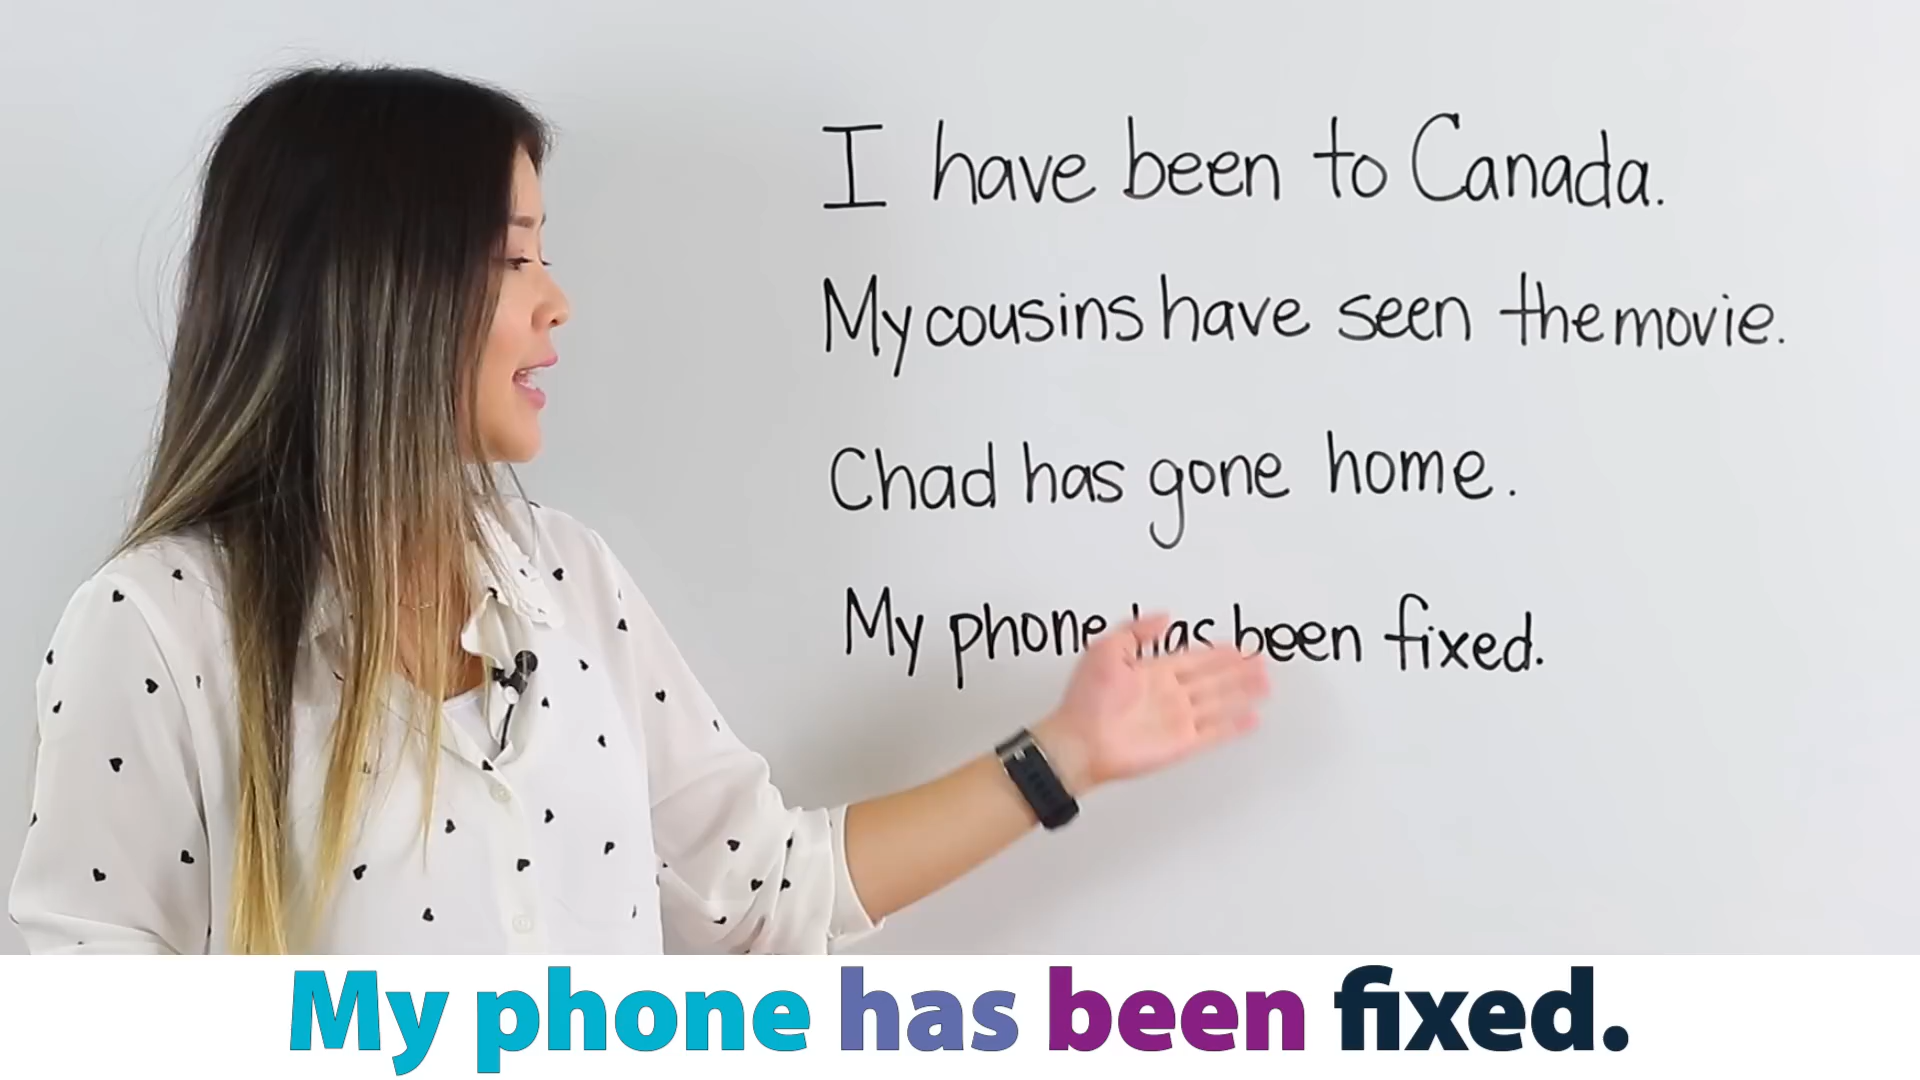 I have been to Canada.
My cousins have seen the movie.
Chad has gone home.
My phone has been fixed.
My phone has been fixed.